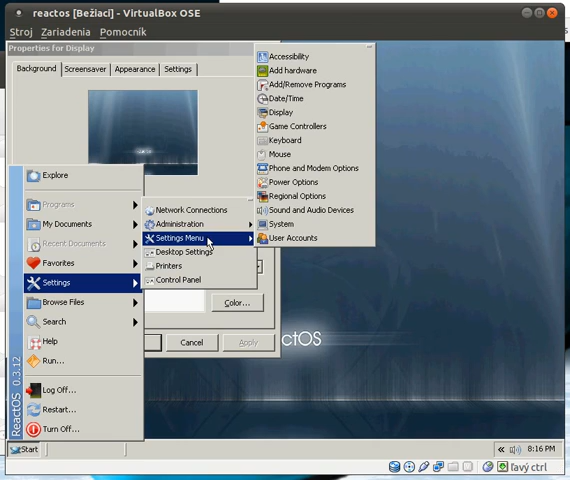 reactos [Bežiaci] - VirtualBox OSE
Stroj Zariadenia Pomocník
Properties for Display
Background Screensaver Appearance Settings
Accessibility
Add hardware
Add/Remove Programs
Date/Time
Display
Game Controllers
Keyboard
Mouse
Phone and Modem Options
Power Options
Regional Options
Sound and Audio Devices
System
User Accounts
Network Connections
Administration
Settings Menu
Desktop Settings
Printers
Control Panel
Explore
Programs
My Documents
Recent Documents
Favorites
Settings
Browse Files
Search
Help
Run...
Log Off...
Restart...
Turn Off...
ReactOS 0.3.12
Color...
Cancel Apply
ctOS
Start
« 8:16 PM
ľavý ctrl